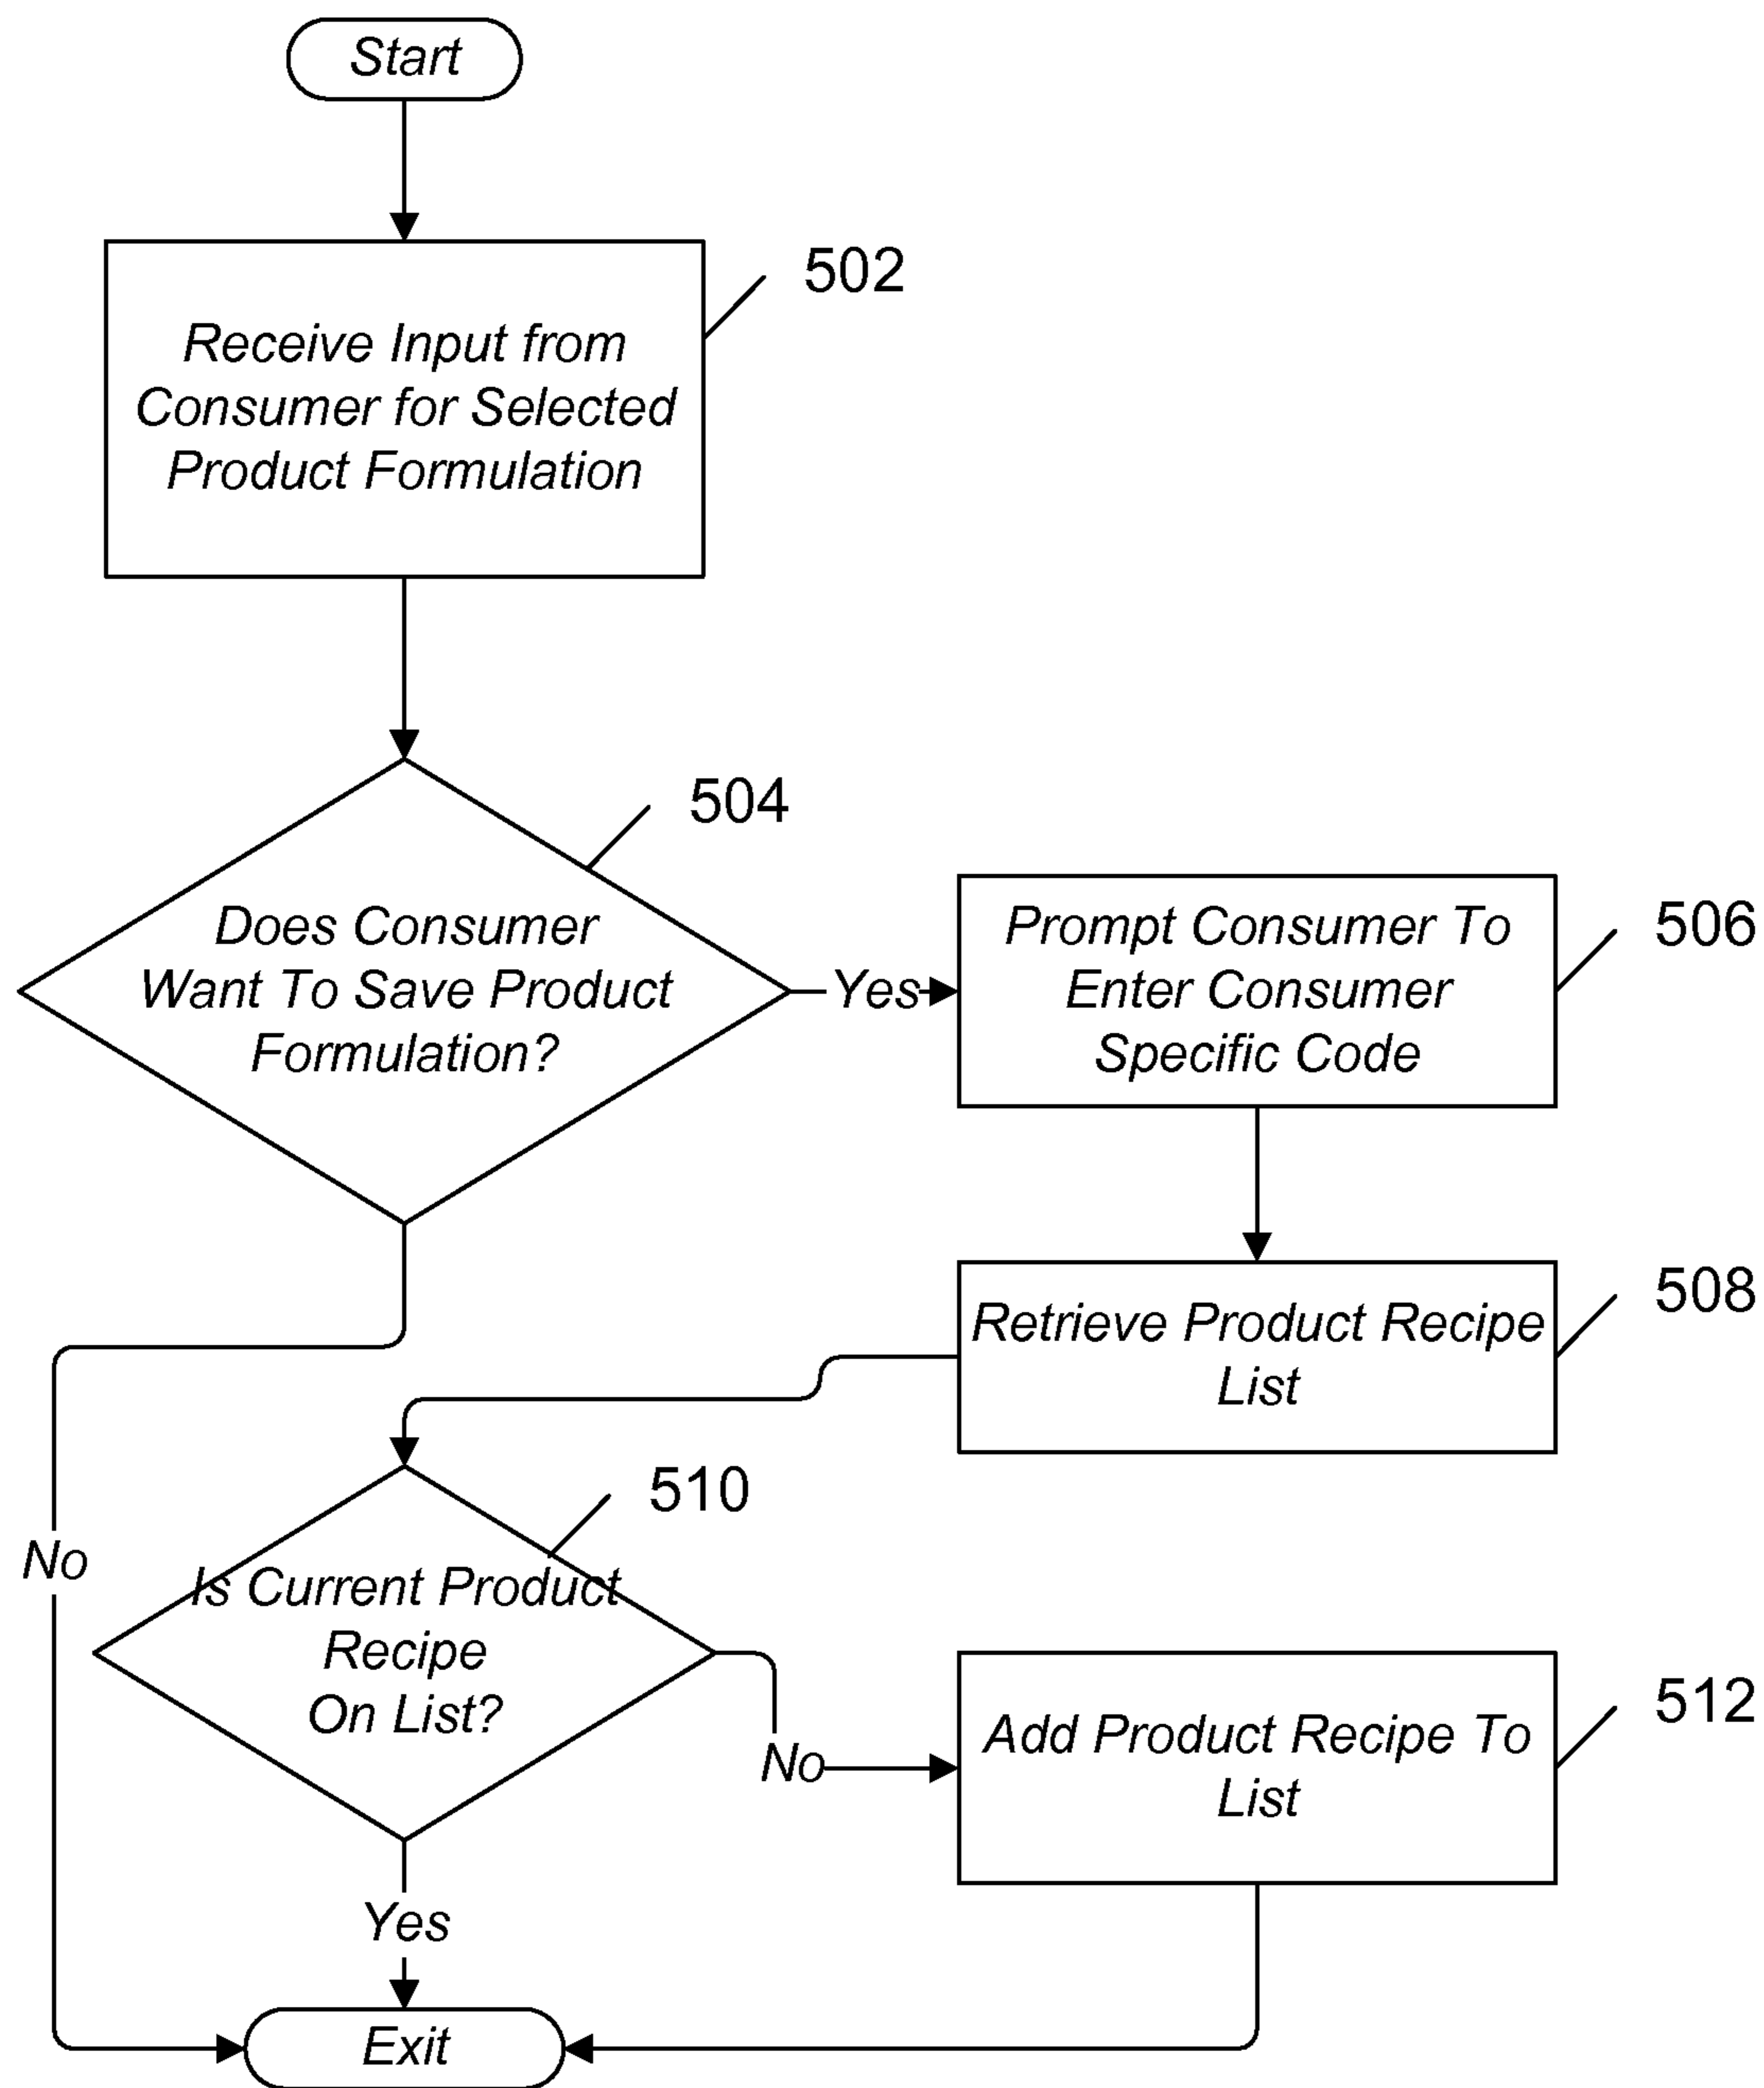 Start
502
Receive Input from
Consumer for Selected
Product Formulation
504
Does Consumer
Want To Save Product
Formulation?
Yes
Prompt Consumer To
Enter Consumer
Specific Code
506
Retrieve Product Recipe
List
508
510
No
Is Current Product
Recipe
On List?
No
Add Product Recipe To
List
512
Yes
Exit